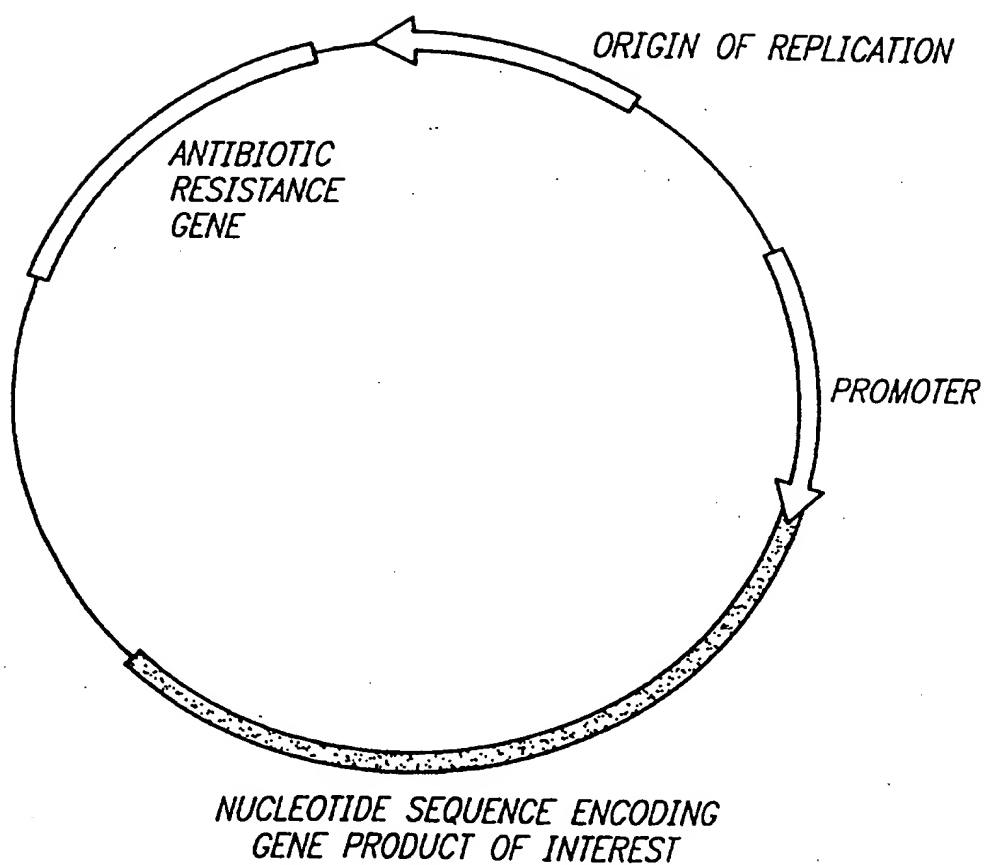 ORIGIN OF REPLICATION
ANTIBIOTIC
RESISTANCE
GENE
PROMOTER
NUCLEOTIDE SEQUENCE ENCODING
GENE PRODUCT OF INTEREST